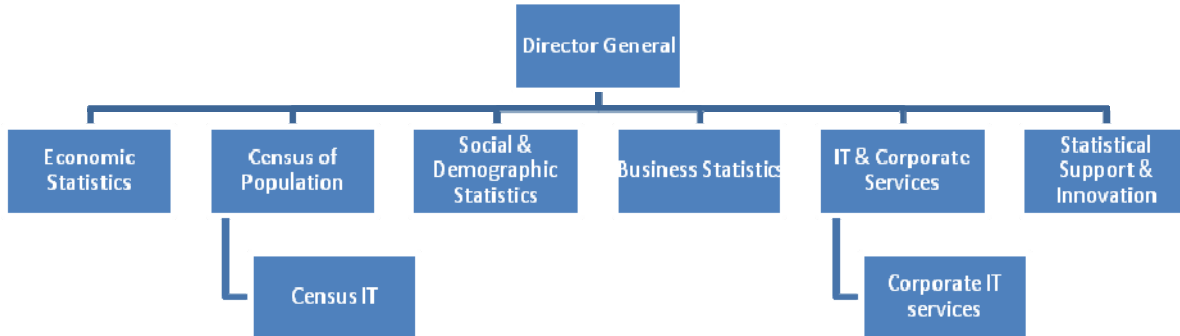 Director General
Economic
Statistics
Census of
Population
Social &
Demographic
Statistics
Business Statistics
IT & Corporate
Services
Statistical
Support &
Innovation
Census IT
Corporate IT
services